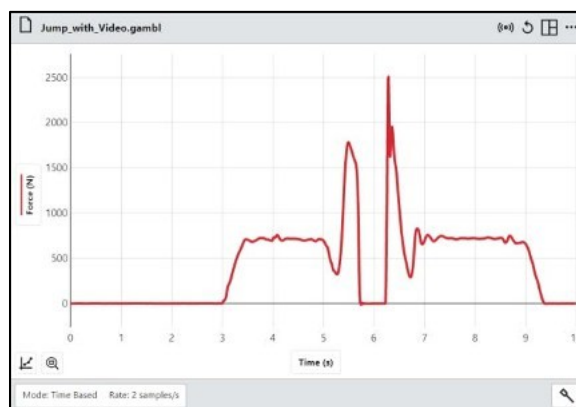 Jump_with_Video.gambl
2500
2000
1500
1000
500
0
Force (N)
0 1 2 3 4 5 6 7 8 9 10
Time (s)
Mode: Time Based Rate: 2 samples/s